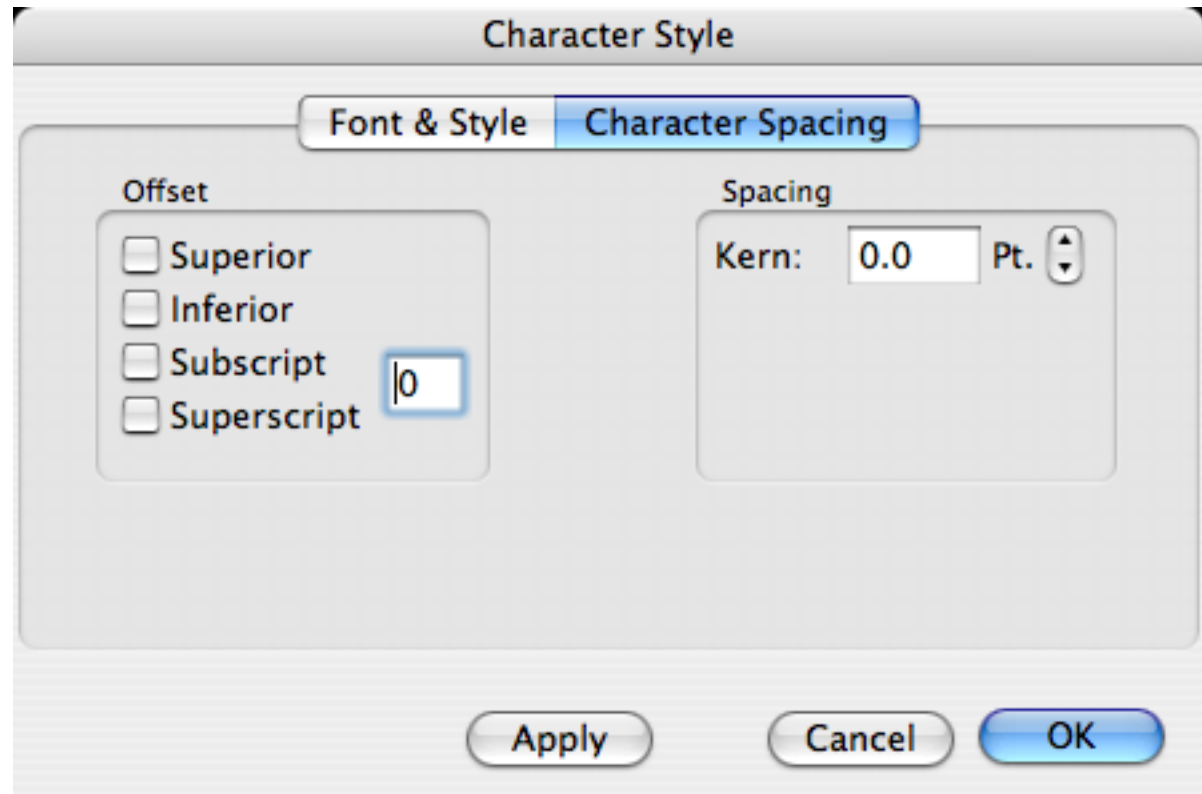 Character Style
Font & Style Character Spacing
Offset
Superior
Inferior
Subscript
Superscript
0
Spacing
Kern: 0.0 Pt.
Apply Cancel OK